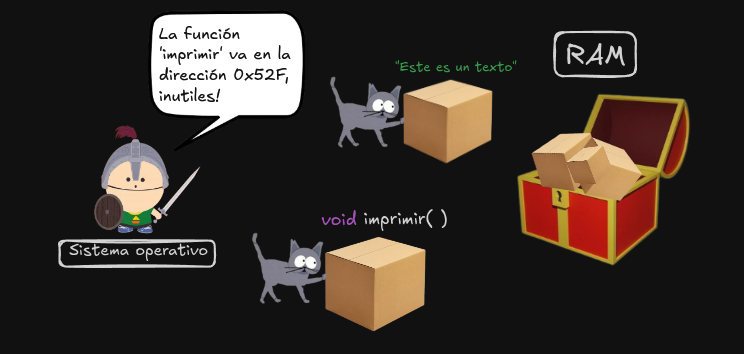 La función
'imprimir' va en la
dirección 0x52F,
inutiles!
"Este es un texto"
RAM
void imprimir( )
Sistema operativo